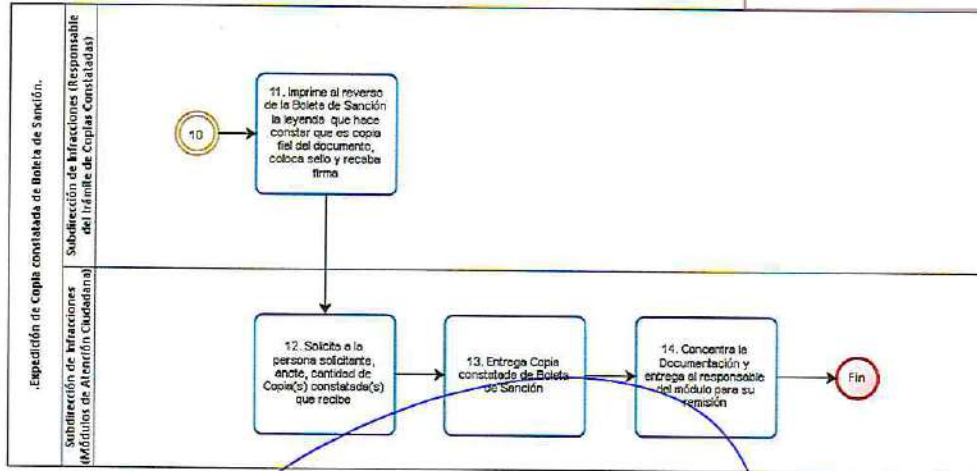 .Expedición de Copia constatada de Boleta de Sanción.
Subdirección de Infracciones (Responsable
del trámite de Copias Constatadas)
10
11. Imprime al reverso
de la Boleta de Sanción
la leyenda que hace
constar que es copia
fiel del documento,
coloca sello y recaba
firma
Subdirección de Infracciones
(Módulos de Atención Ciudadana)
12. Solicita a la
persona solicitante,
anote, cantidad de
Copia(s) constatada(s)
que recibe
13. Entrega Copia
constatada de Boleta
de Sanción
14. Concentra la
Documentación y
entrega al responsable
del módulo para su
remisión
Fin